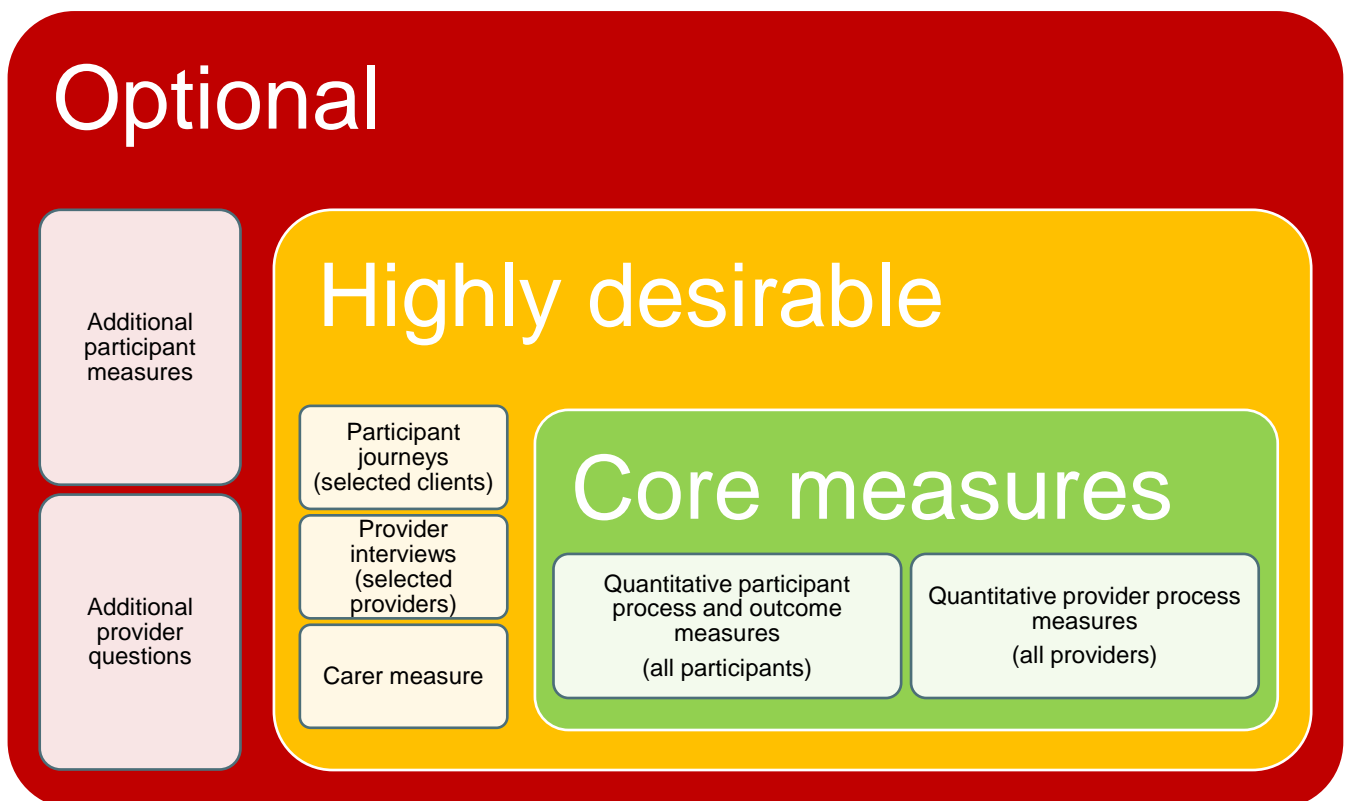 Optional
Additional
participant
measures
Additional
provider
questions
Highly desirable
Participant
journeys
(selected clients)
Provider
interviews
(selected
providers)
Carer measure
Core measures
Quantitative participant
process and outcome
measures
(all participants)
Quantitative provider process
measures
(all providers)